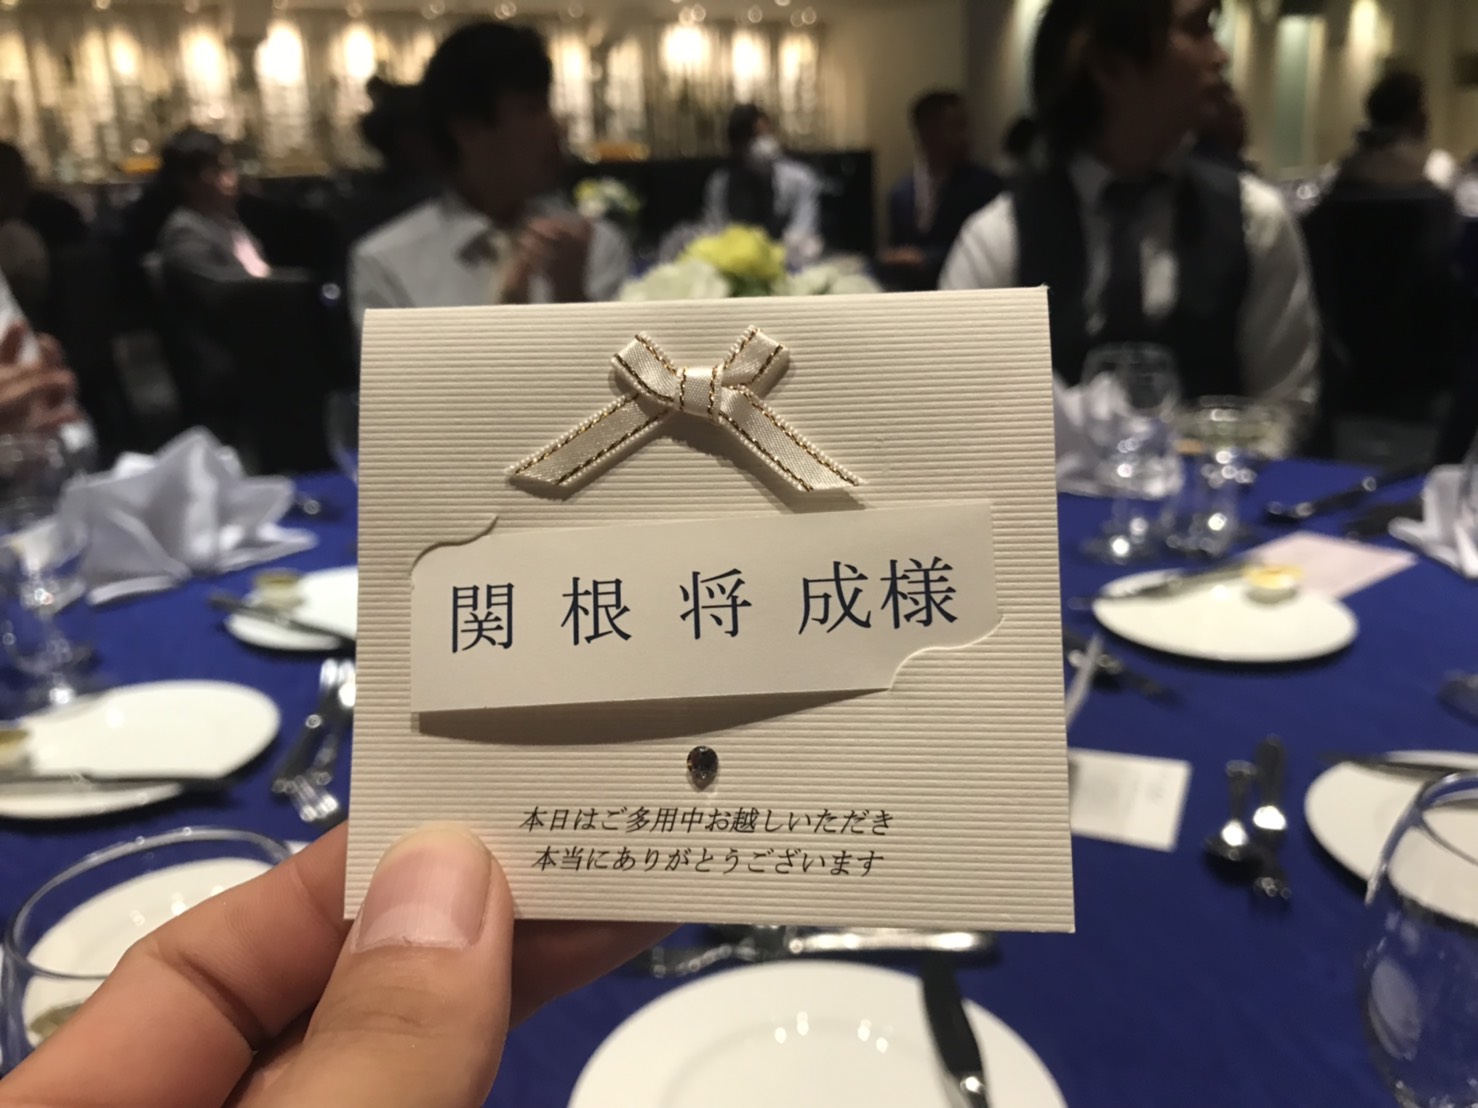 関根将成様
本日はご多用中お越しいただき
本当にありがとうございます